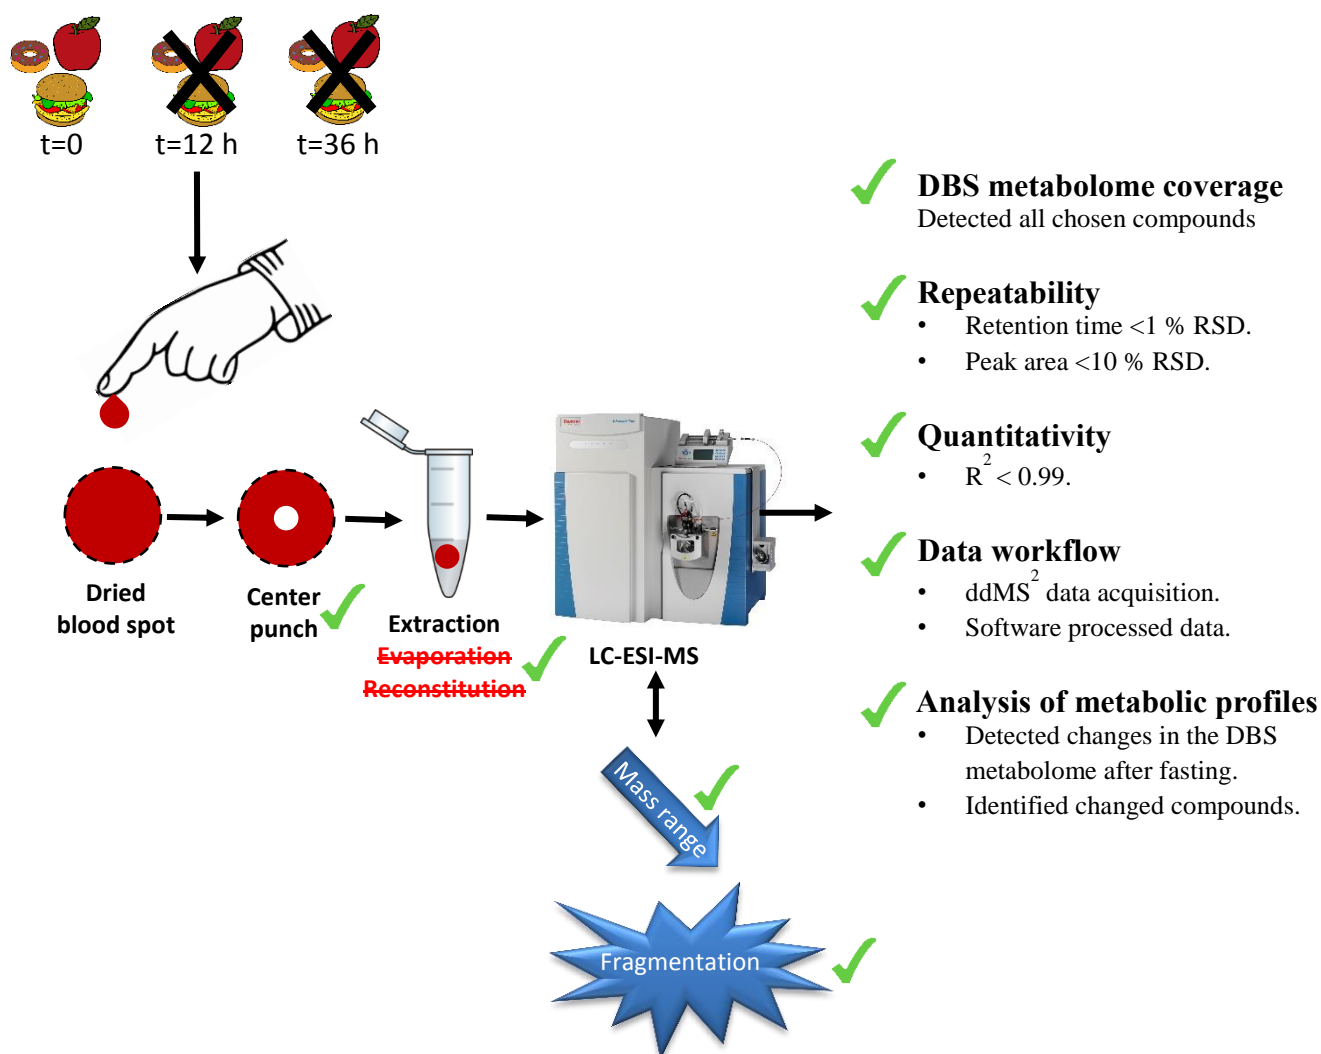 t=0
t=12 h
t=36 h
Dried
blood spot
Center
punch
Extraction
Evaporation
Reconstitution
LC-ESI-MS
Mass range
Fragmentation
DBS metabolome coverage
Detected all chosen compounds
Repeatability
• Retention time <1 % RSD.
• Peak area <10 % RSD.
Quantitativity
• R² < 0.99.
Data workflow
• ddMS² data acquisition.
• Software processed data.
Analysis of metabolic profiles
• Detected changes in the DBS
metabolome after fasting.
• Identified changed compounds.